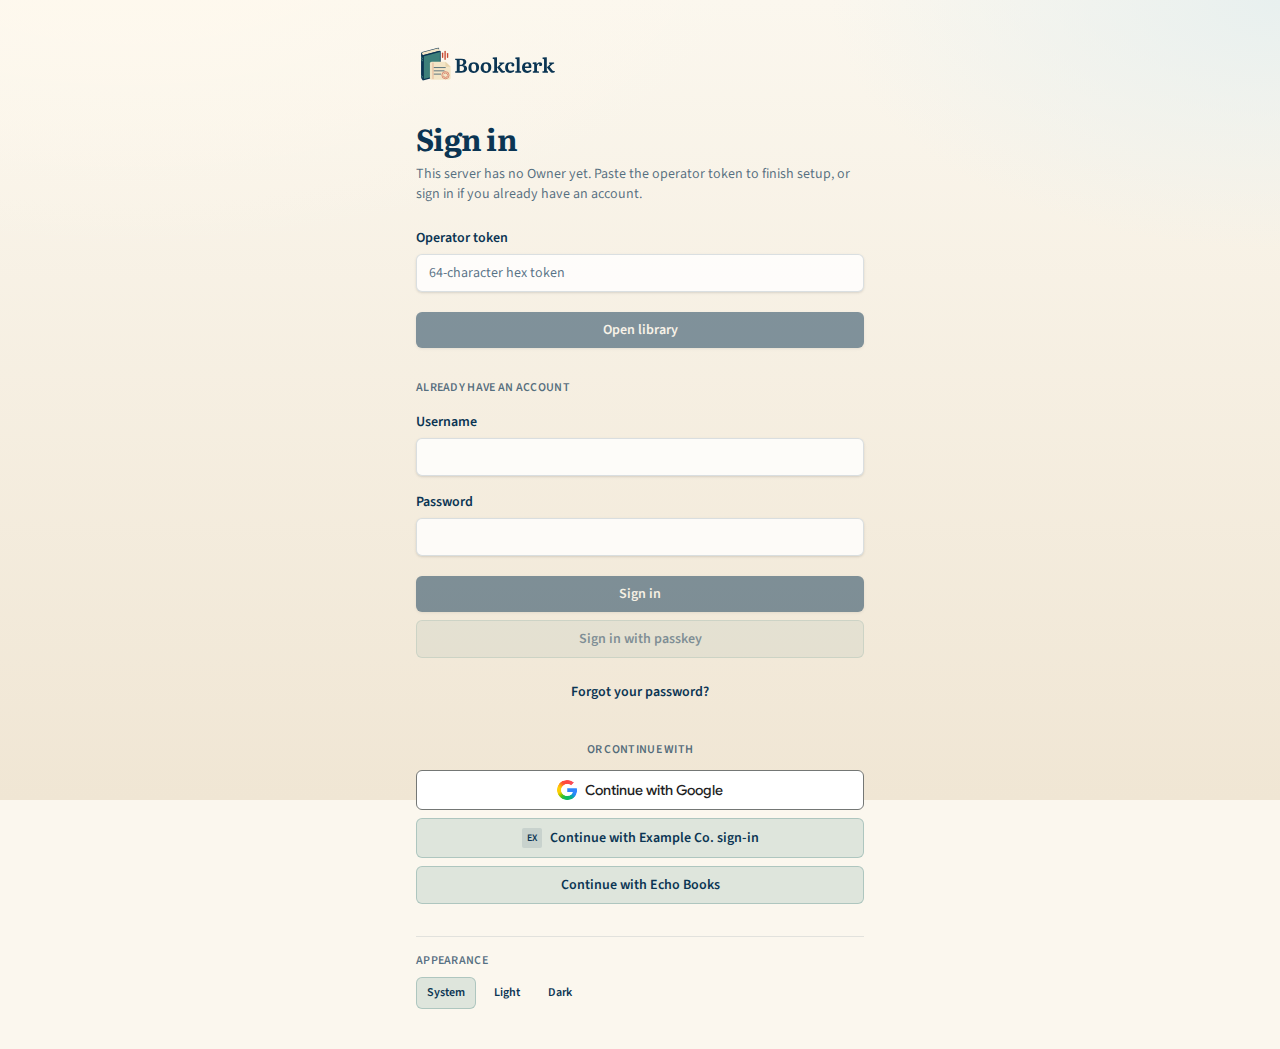 Bookclerk
Sign in
This server has no Owner yet. Paste the operator token to finish setup, or
sign in if you already have an account.
Operator token
64-character hex token
Open library
ALREADY HAVE AN ACCOUNT
Username
Password
Sign in
Sign in with passkey
Forgot your password?
OR CONTINUE WITH
Continue with Google
EX Continue with Example Co. sign-in
Continue with Echo Books
APPEARANCE
System Light Dark